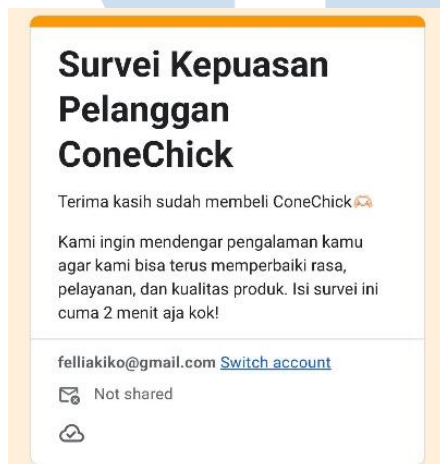 Survei Kepuasan
Pelanggan
ConeChick
Terima kasih sudah membeli ConeChick🫶🏻
Kami ingin mendengar pengalaman kamu
agar kami bisa terus memperbaiki rasa,
pelayanan, dan kualitas produk. Isi survei ini
cuma 2 menit aja kok!
felliakiko@gmail.com Switch account
Not shared